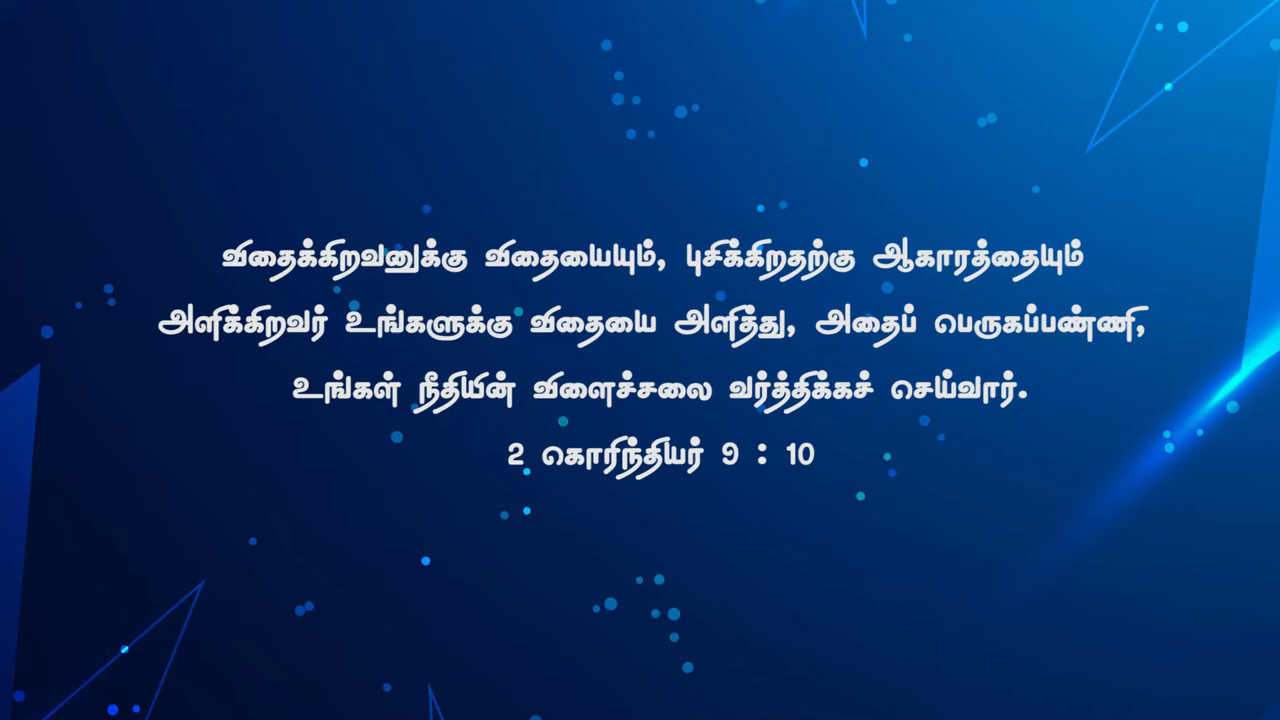 விதைக்கிறவனுக்கு விதையையும், புசிக்கிறதற்கு ஆகாரத்தையும்
அளிக்கிறவர் உங்களுக்கு விதையை அளித்து, அதைப் பெருகப்பண்ணி,
உங்கள் நீதியின் விளைச்சலை வர்த்திக்கச் செய்வார்.
2 கொரிந்தியர் 9 : 10